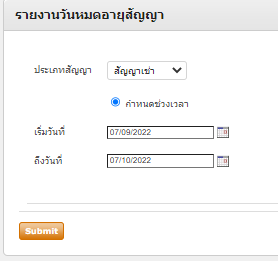 รายงานวันหมดอายุสัญญา
ประเภทสัญญา สัญญาเช่า
กำหนดช่วงเวลา
เริ่มวันที่ 07/09/2022
ถึงวันที่ 07/10/2022
Submit